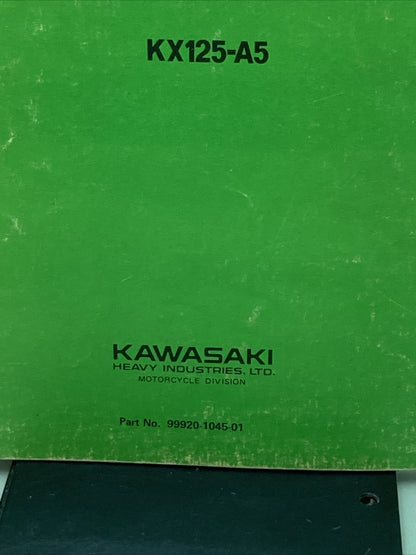 KX125-A5
KAWASAKI
HEAVY INDUSTRIES, LTD.
MOTORCYCLE DIVISION
Part No. 99920-1045-01